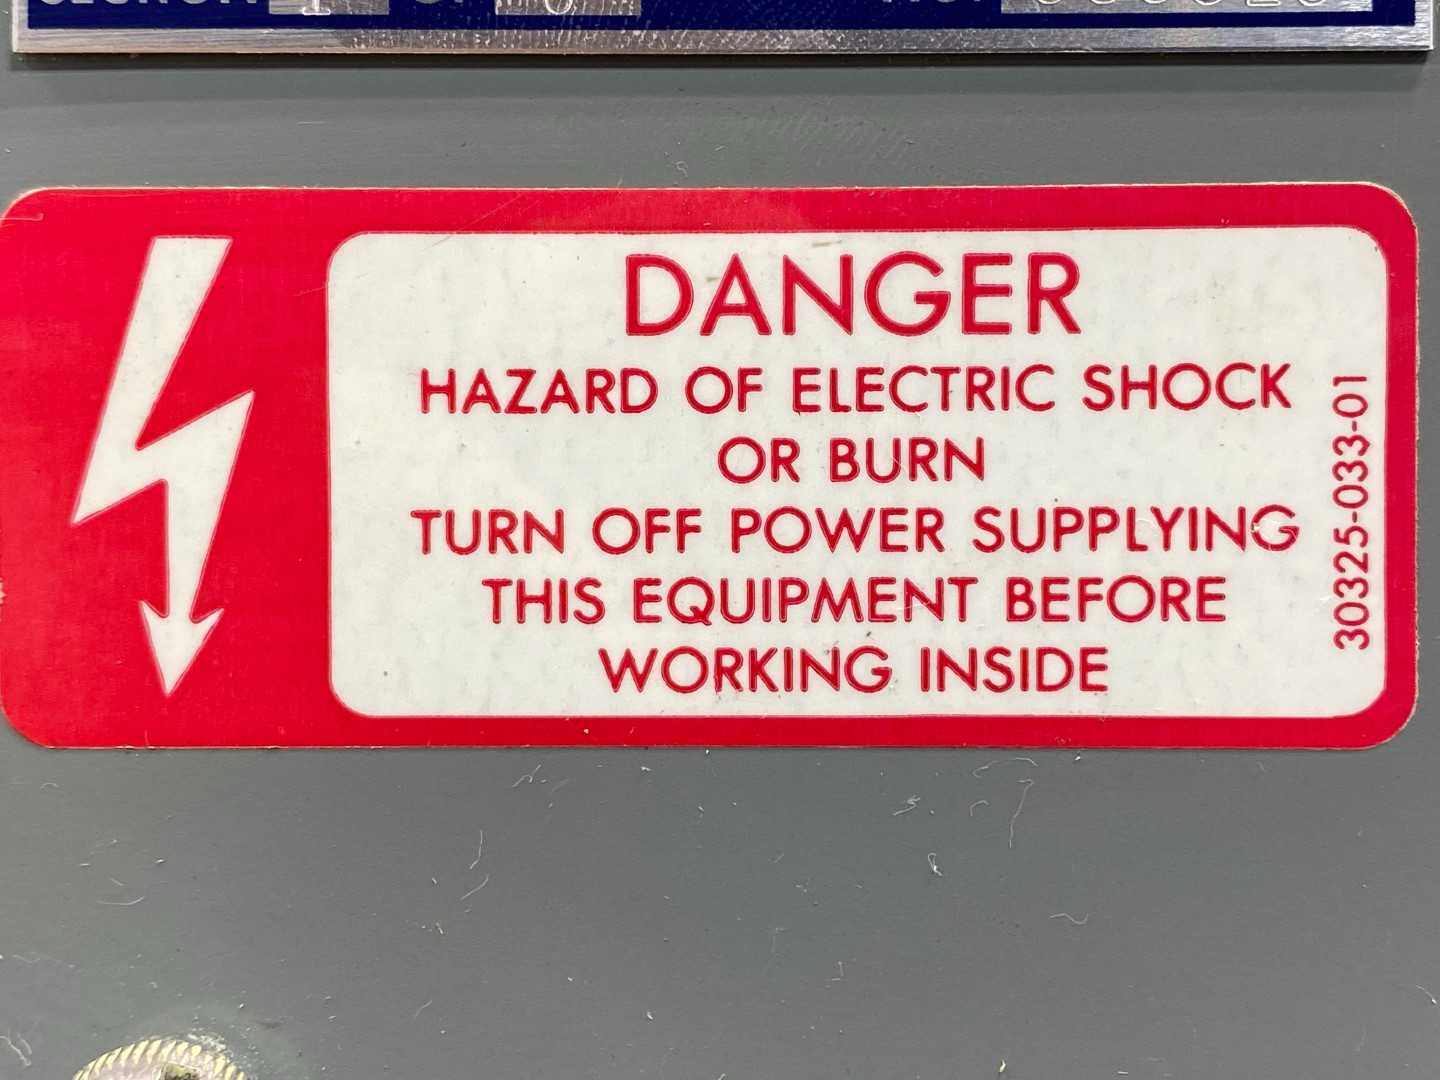 DANGER
HAZARD OF ELECTRIC SHOCK
OR BURN
TURN OFF POWER SUPPLYING
THIS EQUIPMENT BEFORE
WORKING INSIDE
30325-033-01